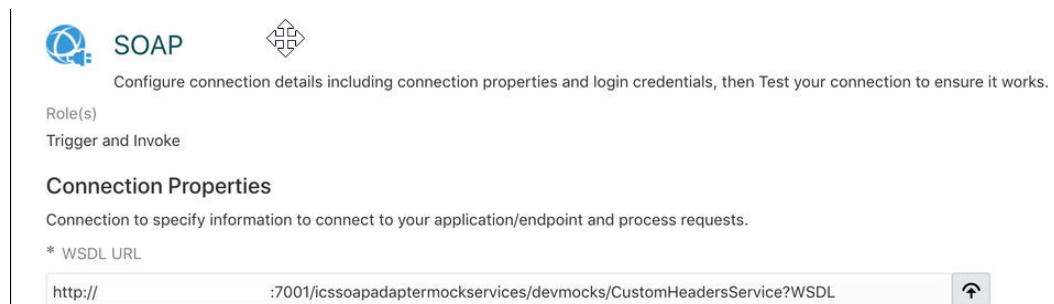 SOAP
Configure connection details including connection properties and login credentials, then Test your connection to ensure it works.
Role(s)
Trigger and Invoke
Connection Properties
Connection to specify information to connect to your application/endpoint and process requests.
* WSDL URL
http:// :7001/icssoapadaptermockservices/devmocks/CustomHeadersService?WSDL